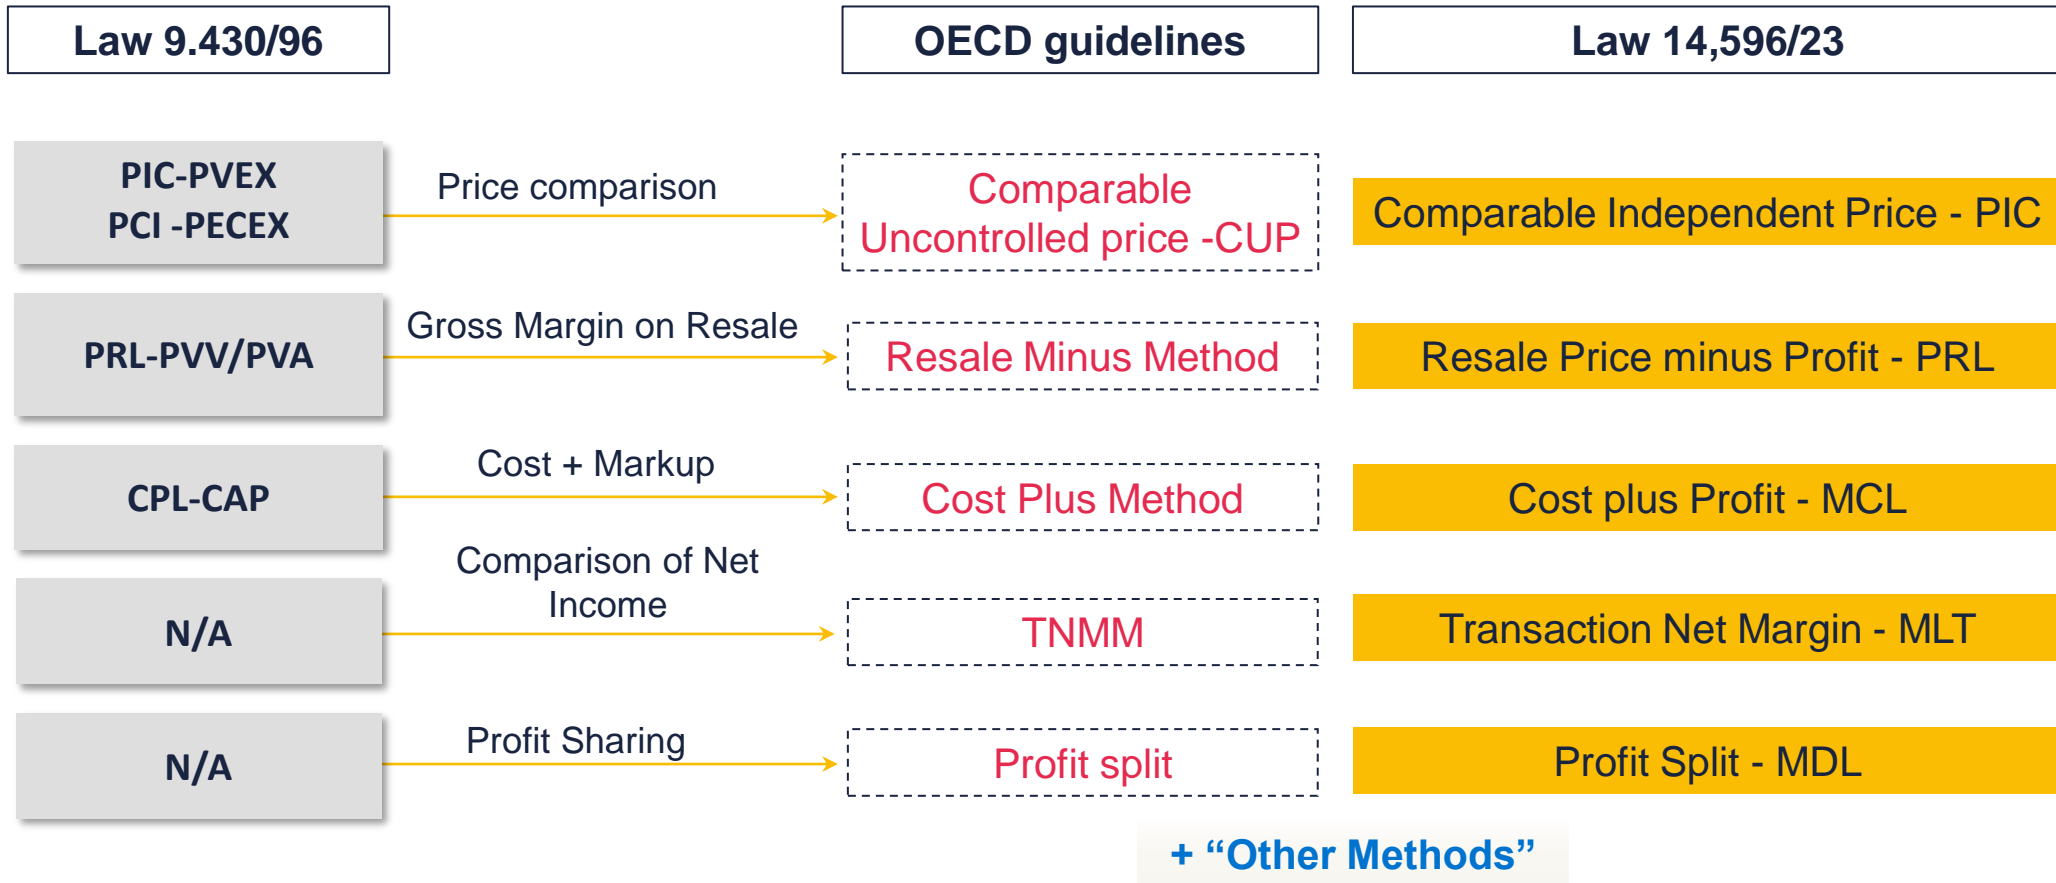 Law 9.430/96
OECD guidelines
Law 14,596/23
PIC-PVEX
PCI -PECEX
Price comparison
Comparable
Uncontrolled price -CUP
Comparable Independent Price - PIC
PRL-PVV/PVA
Gross Margin on Resale
Resale Minus Method
Resale Price minus Profit - PRL
CPL-CAP
Cost + Markup
Cost Plus Method
Cost plus Profit - MCL
N/A
Comparison of Net
Income
TNMM
Transaction Net Margin - MLT
N/A
Profit Sharing
Profit split
Profit Split - MDL
+ “Other Methods”